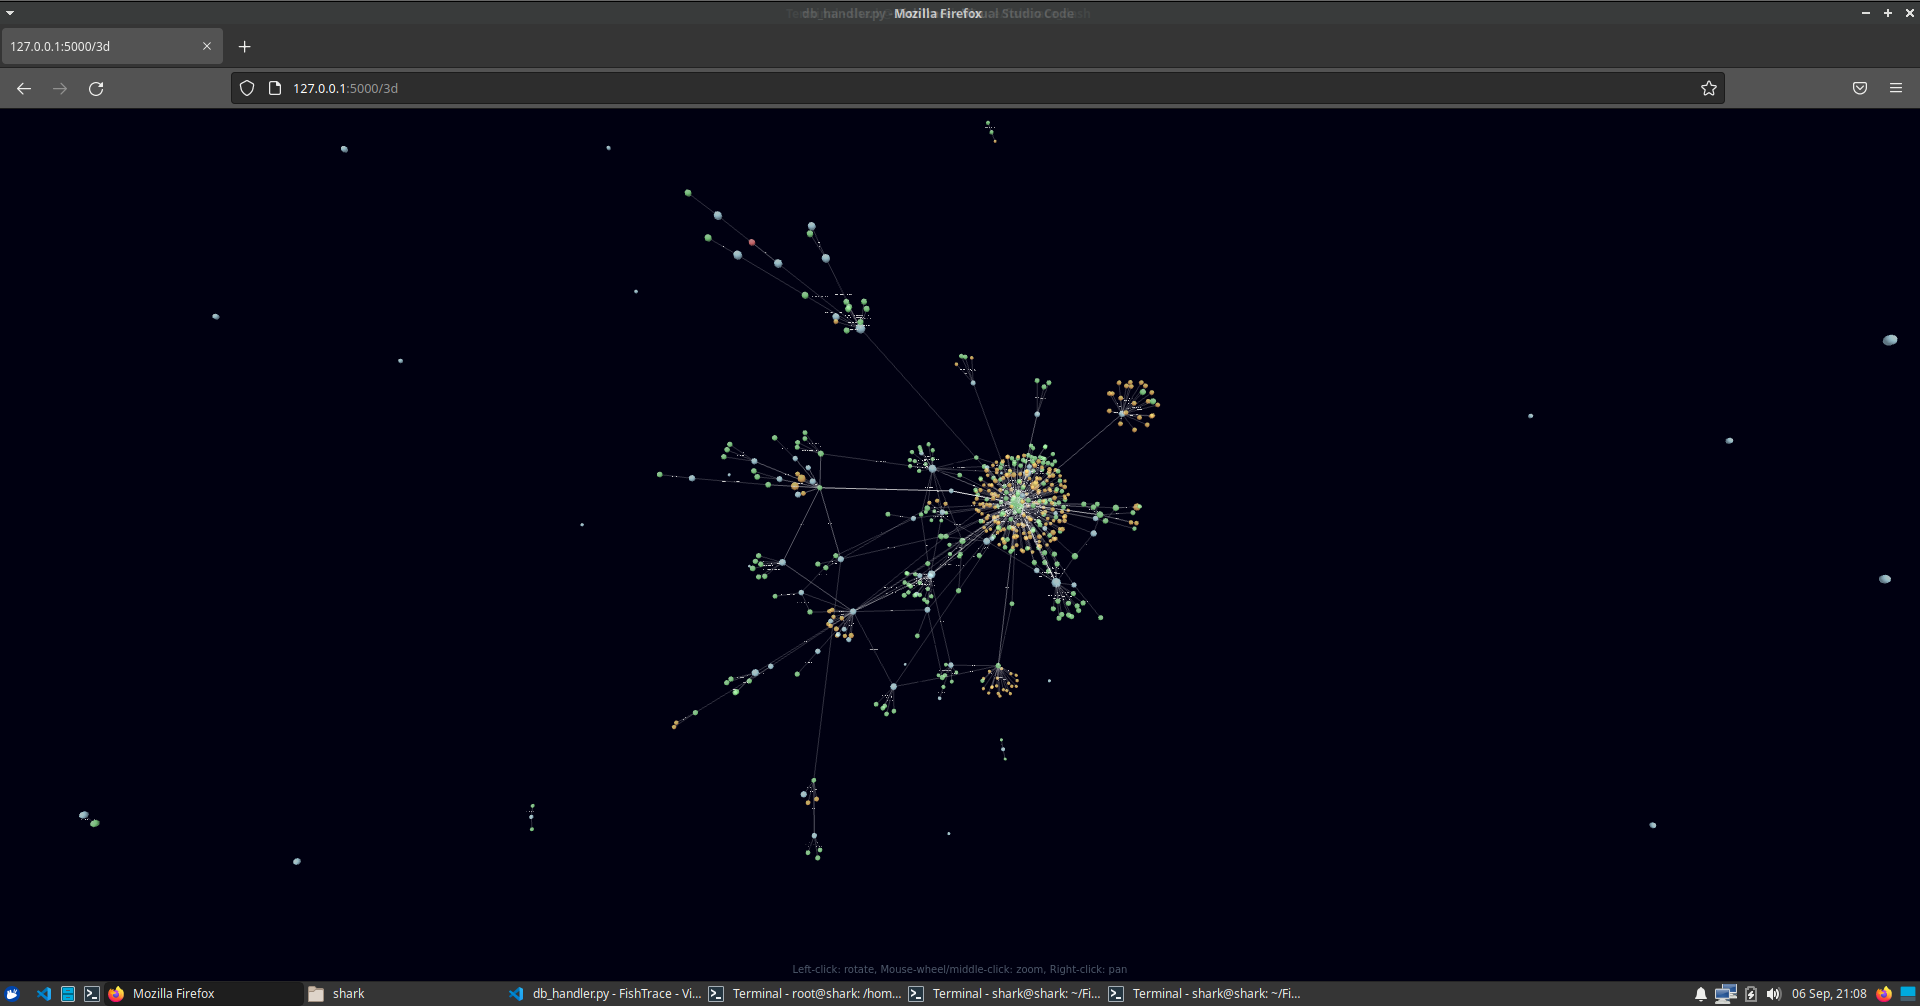 Mozilla Firefox
127.0.0.1:5000/3d
127.0.0.1:5000/3d
Left-click: rotate, Mouse-wheel/middle-click: zoom, Right-click: pan
Mozilla Firefox
shark
db_handler.py - FishTrace - Vi...
Terminal - root@shark: /hom...
Terminal - shark@shark: ~/Fi...
Terminal - shark@shark: ~/Fi...
06 Sep, 21:08